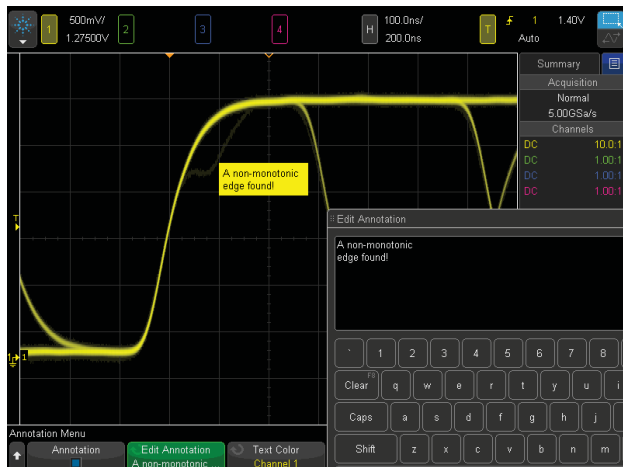 1 500mV/ 2 3 4 H 100.0ns/ T 1 1.40V
1.27500V 200.0ns Auto
Summary
Acquisition
Normal
5.00GSa/s
Channels
DC 10.0:1
DC 1.00:1
DC 1.00:1
DC 1.00:1
A non-monotonic
edge found!
T
1
Edit Annotation
A non-monotonic
edge found!
` 1 2 3 4 5 6 7 8
Clear F8 q w e r t y u i
Caps a s d f g h j
Shift z x c v b n m
Annotation Menu
Annotation Edit Annotation Text Color
A non-monotonic ... Channel 1